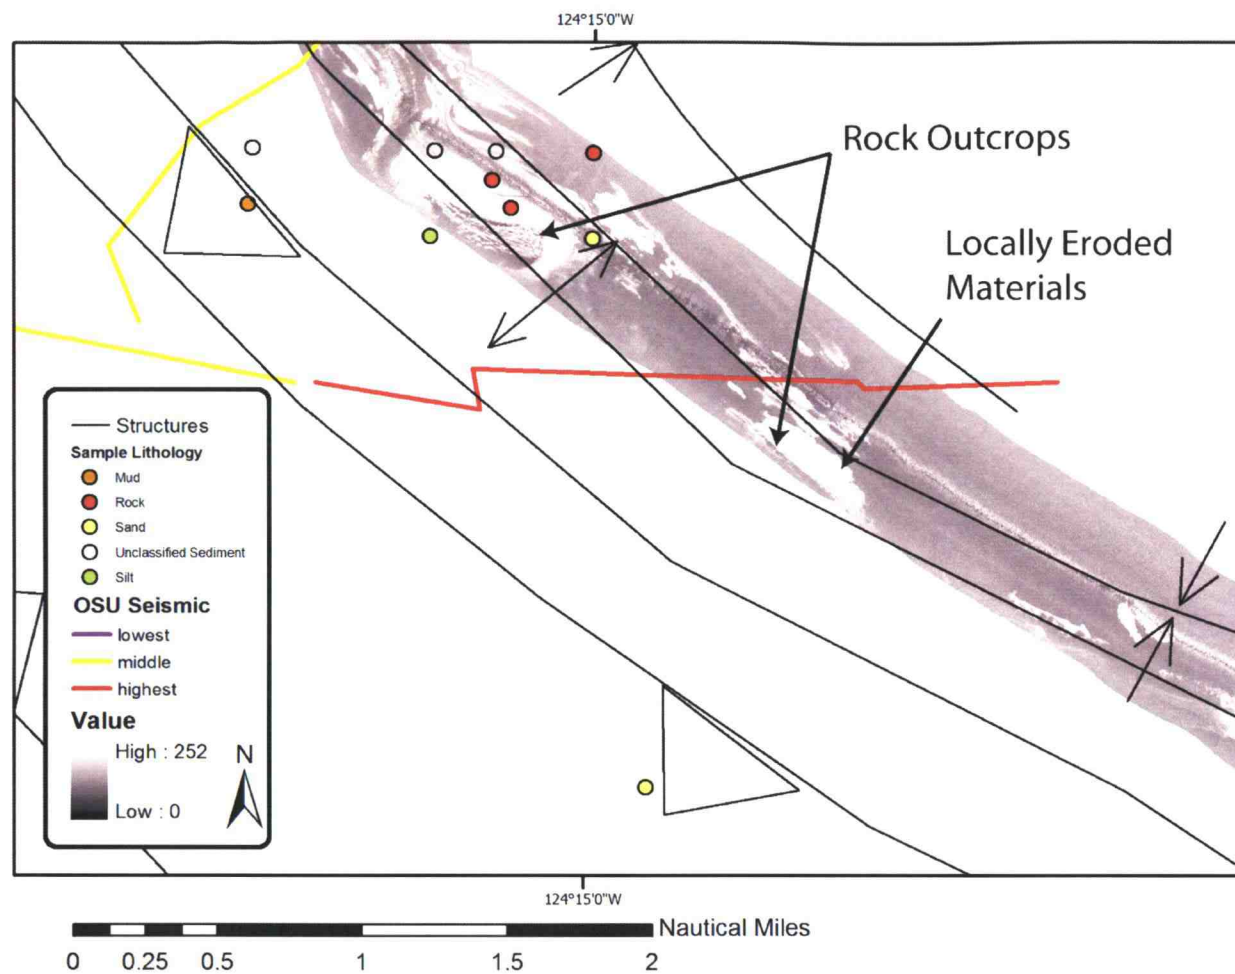 124°15'0"W
Rock Outcrops
Locally Eroded
Materials
Structures
Sample Lithology
Mud
Rock
Sand
Unclassified Sediment
Silt
OSU Seismic
lowest
middle
highest
Value
High : 252
N
Low : 0
124°15'0"W
Nautical Miles
0 0.25 0.5 1 1.5 2